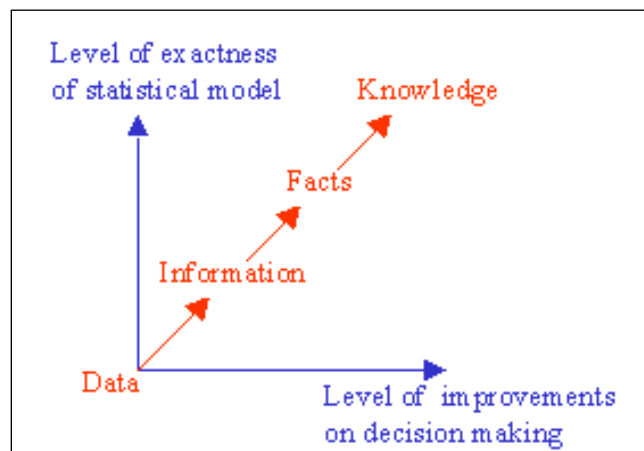 Level of exactness
of statistical model
Knowledge
Facts
Information
Data
Level of improvements
on decision making